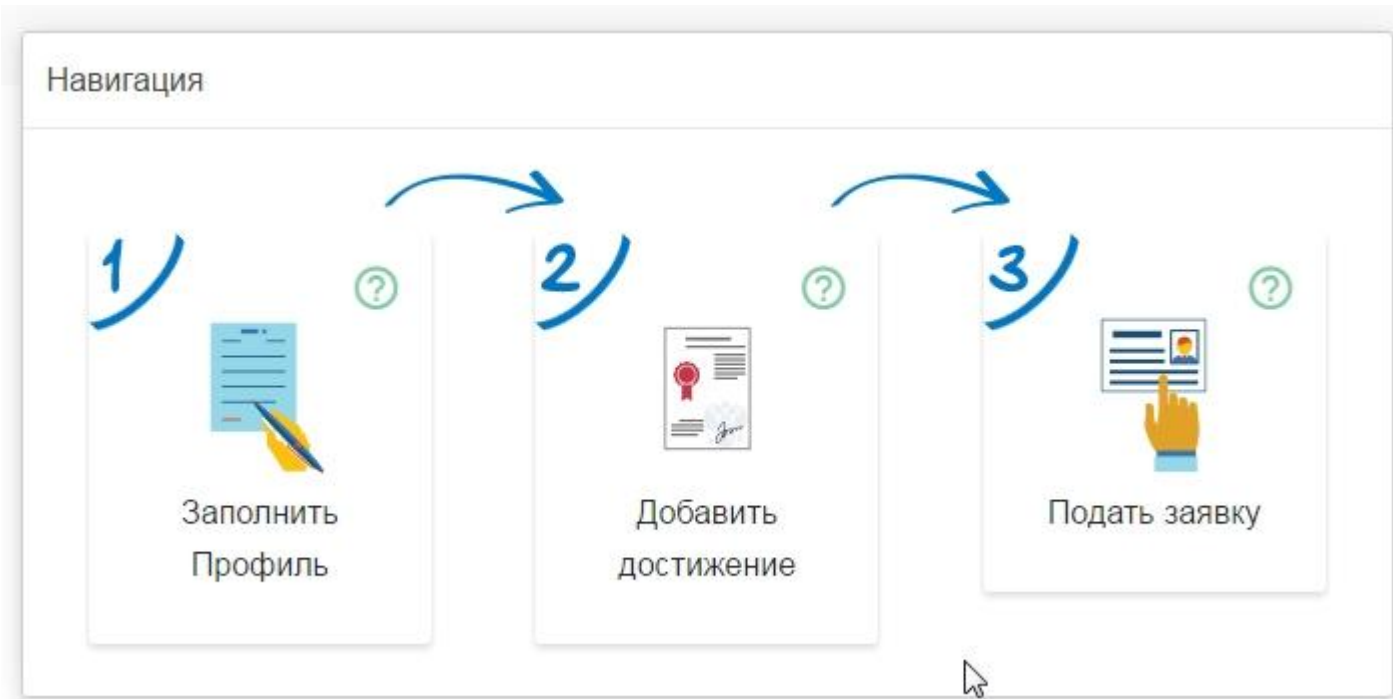 Навигация
1
2
3
?
?
?
Заполнить
Профиль
Добавить
достижение
Подать заявку